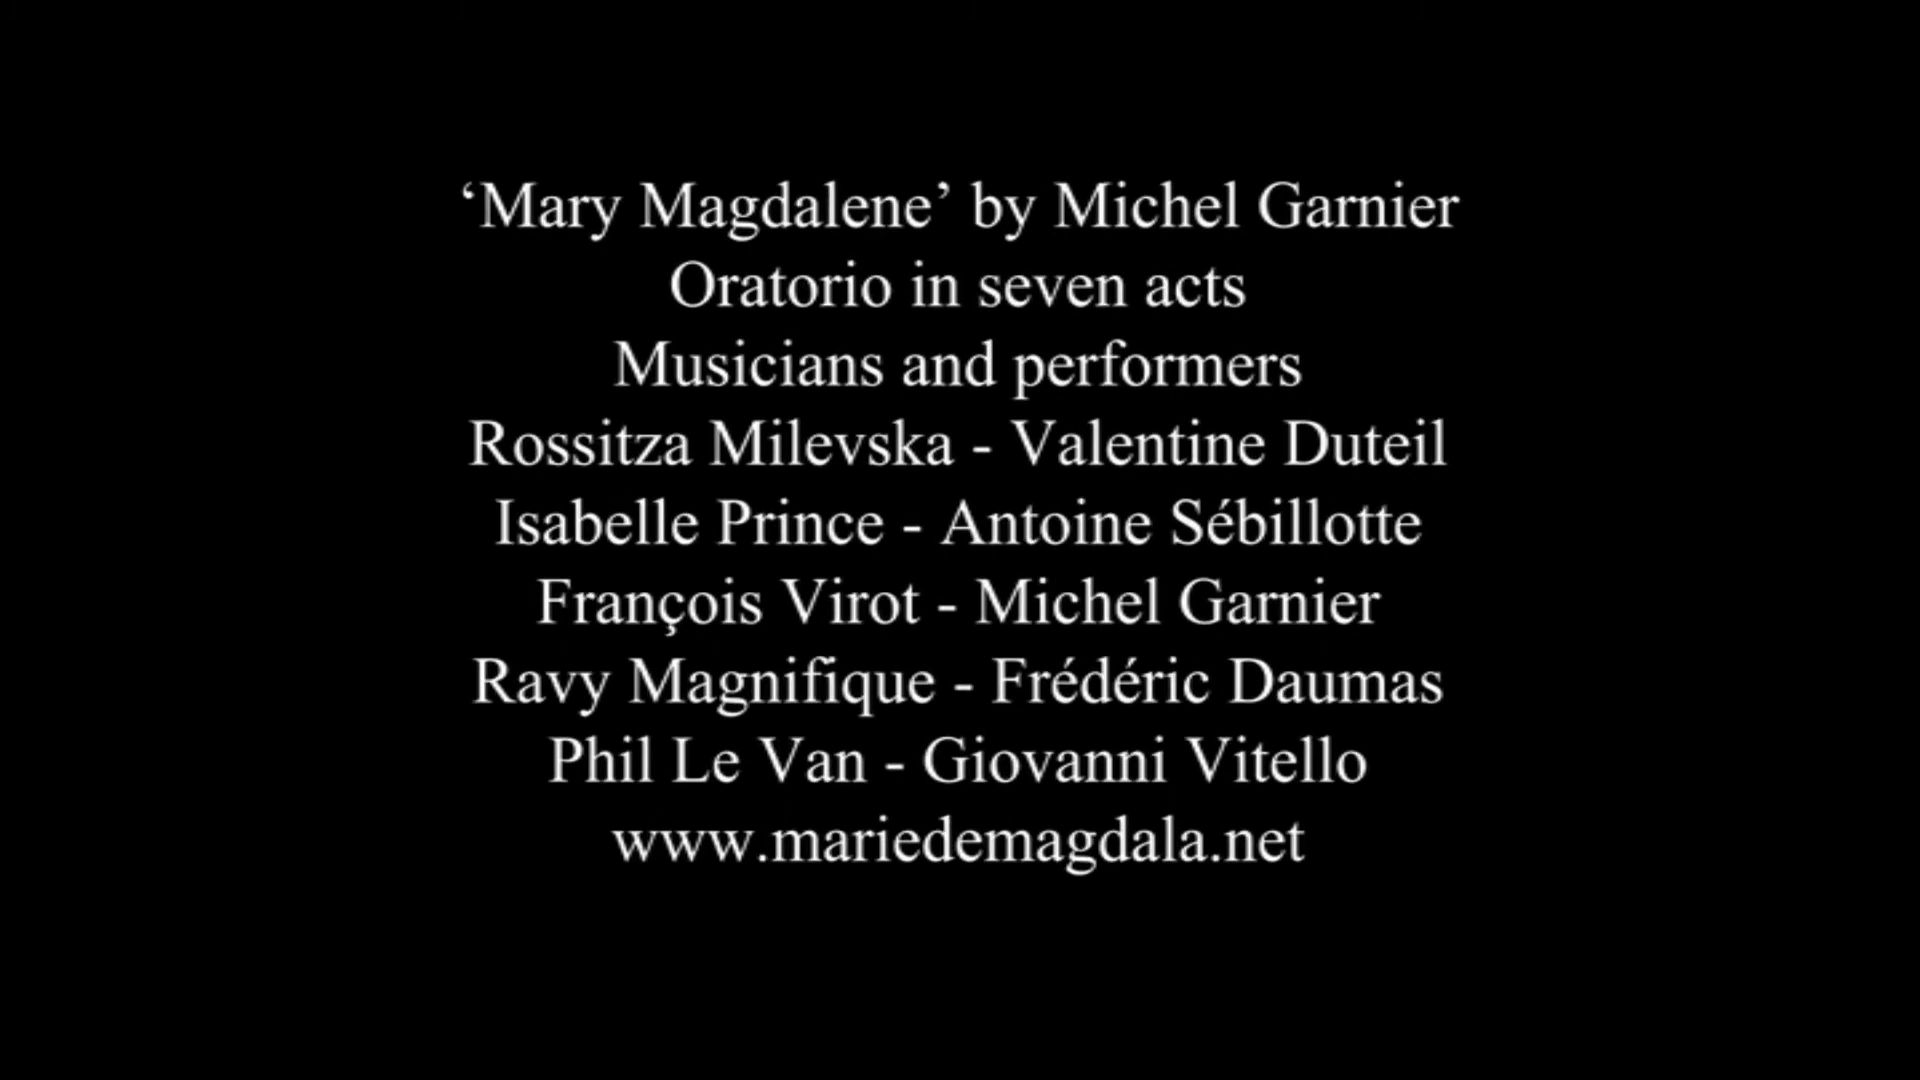 ‘Mary Magdalene’ by Michel Garnier
Oratorio in seven acts
Musicians and performers
Rossitza Milevska - Valentine Duteil
Isabelle Prince - Antoine Sébillotte
François Virot - Michel Garnier
Ravy Magnifique - Frédéric Daumas
Phil Le Van - Giovanni Vitello
www.mariedemagdala.net